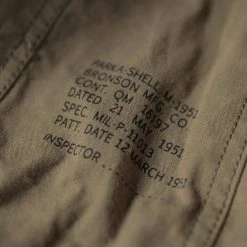 PARKA SHELL, M-1951
BRONSON MFG. CO
CONT. QM 16197
DATED 21 MAY 1951
SPEC. MIL-P-11013
PATT. DATE 12 MARCH 1951
INSPECTOR